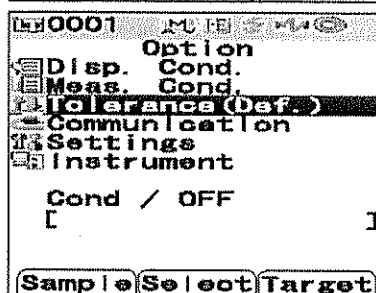 0001
Option
Disp. Cond.
Meas. Cond.
Tolerance(Def.)
Communication
Settings
Instrument
Cond / OFF
[ ]
Sample Select Target